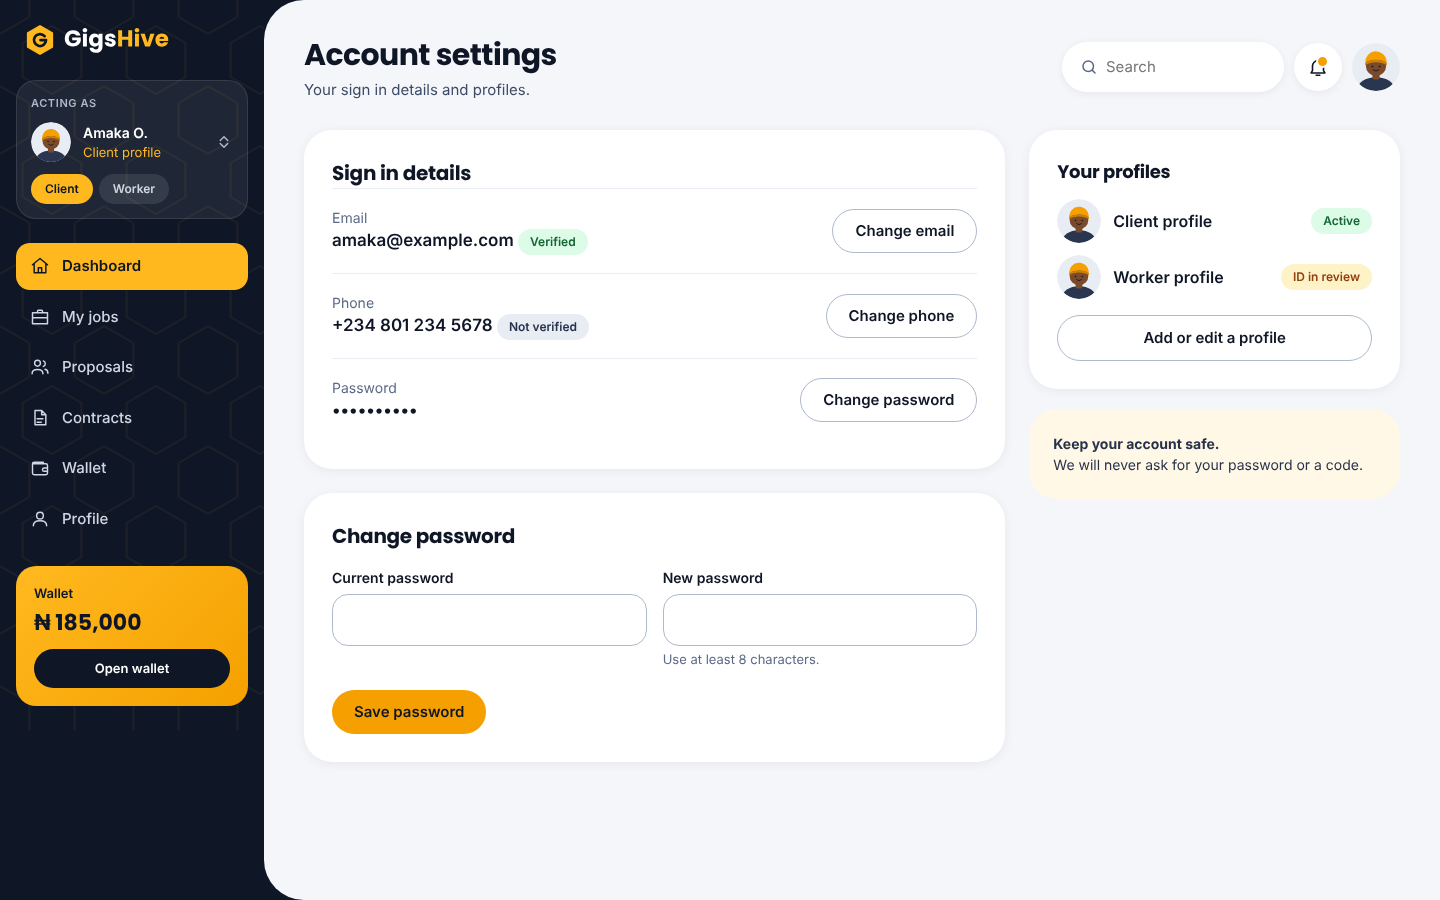 GigsHive
ACTING AS
Amaka O.
Client profile
Client Worker
Dashboard
My jobs
Proposals
Contracts
Wallet
Profile
Wallet
₦185,000
Open wallet
Account settings
Your sign in details and profiles.
Search
Sign in details
Email
amaka@example.com Verified
Change email
Phone
+234 801 234 5678 Not verified
Change phone
Password
••••••••••
Change password
Change password
Current password
New password
Use at least 8 characters.
Save password
Your profiles
Client profile Active
Worker profile ID in review
Add or edit a profile
Keep your account safe.
We will never ask for your password or a code.